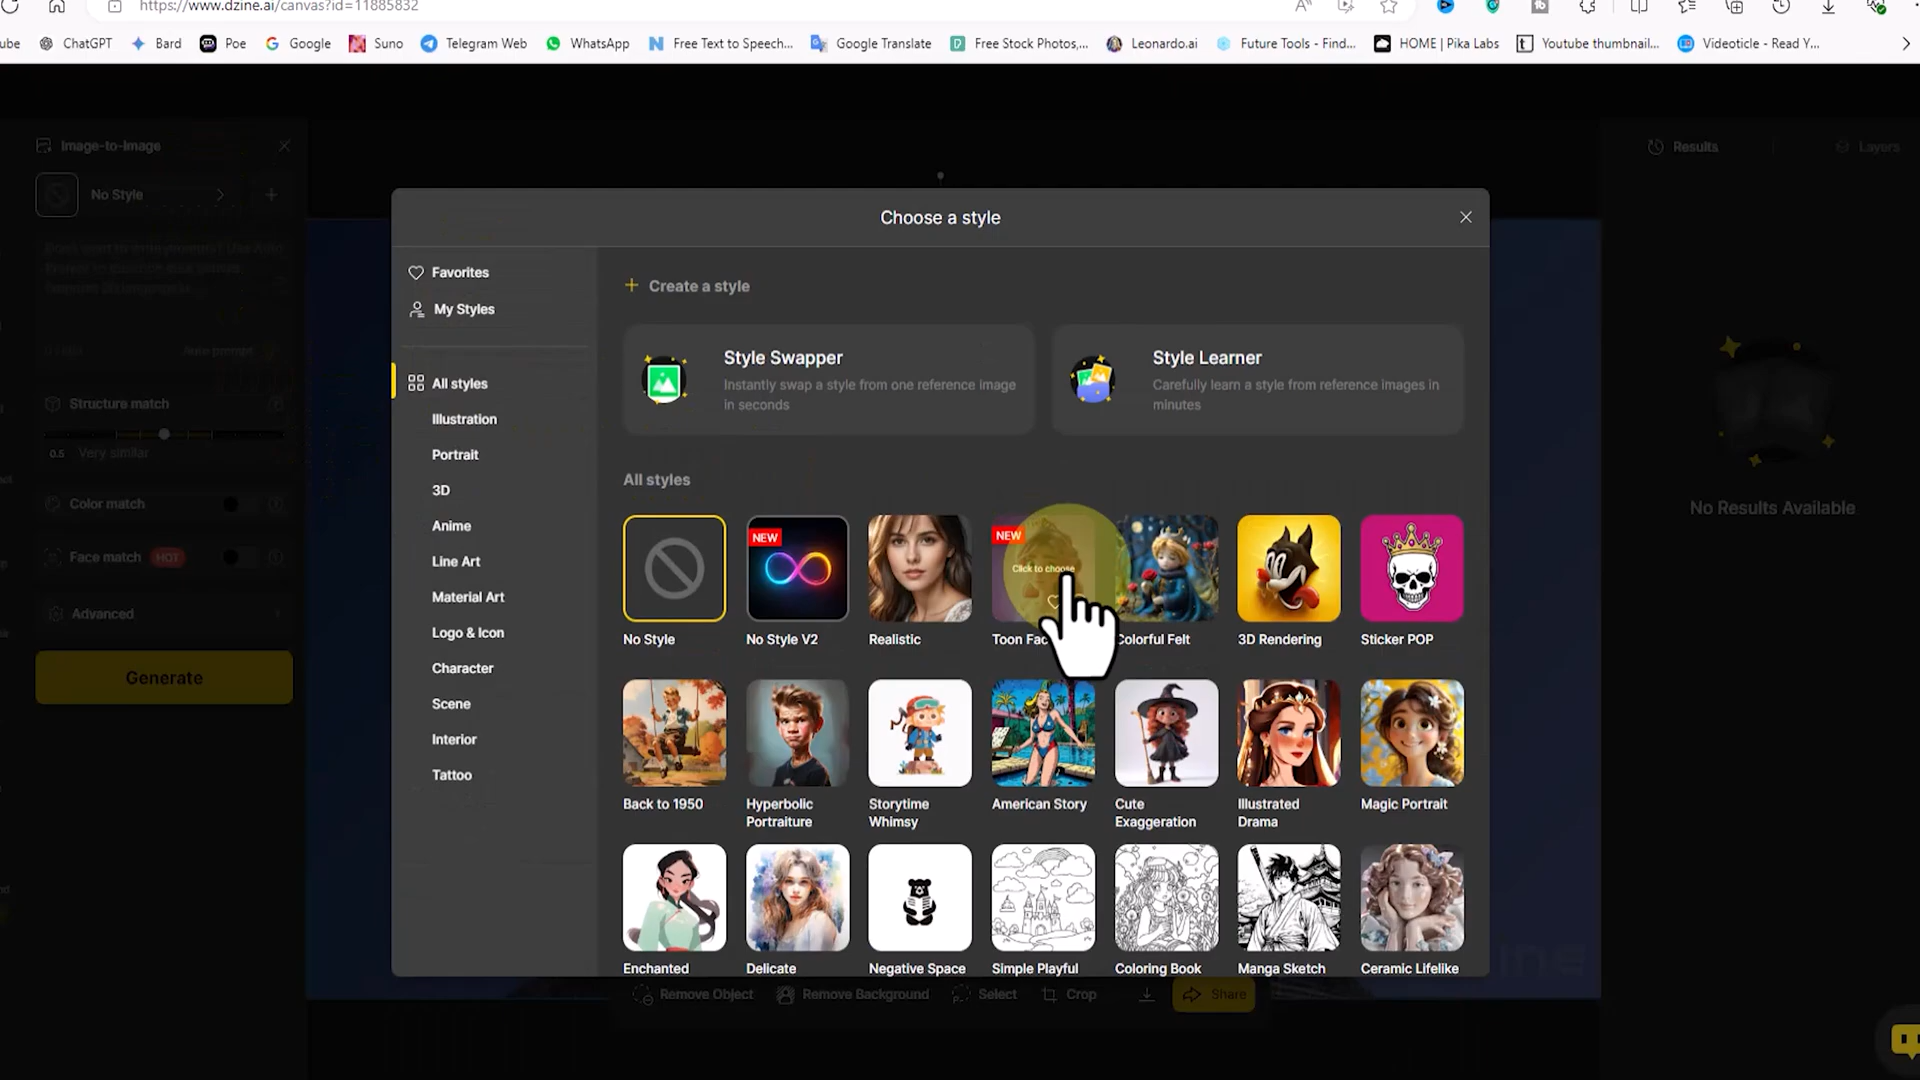 https://www.dzine.ai/canvas?id=11885832
ube
ChatGPT
Bard
Poe
Google
Suno
Telegram Web
WhatsApp
Free Text to Speech...
Google Translate
Free Stock Photos,...
Leonardo.ai
Future Tools - Find...
HOME | Pika Labs
Youtube thumbnail...
Videoticle - Read Y...
Image-to-Image
Results
Layers
No Style
Choose a style
Favorites
My Styles
Create a style
Style Swapper
Instantly swap a style from one reference image
in seconds
Style Learner
Carefully learn a style from reference images in
minutes
All styles
Illustration
Portrait
3D
Anime
Line Art
Material Art
Logo & Icon
Character
Scene
Interior
Tattoo
Auto prompt
Structure match
0.5 Very similar
Color match
Face match HOT
Advanced
Generate
All styles
NEW
NEW
Click to choose
No Style
No Style V2
Realistic
Toon
Colorful Felt
3D Rendering
Sticker POP
Back to 1950
Hyperbolic
Portraiture
Storytime
Whimsy
American Story
Cute
Exaggeration
Illustrated
Drama
Magic Portrait
Enchanted
Delicate
Negative Space
Simple Playful
Coloring Book
Manga Sketch
Ceramic Lifelike
No Results Available
Remove Object
Remove Background
Select
Crop
Share